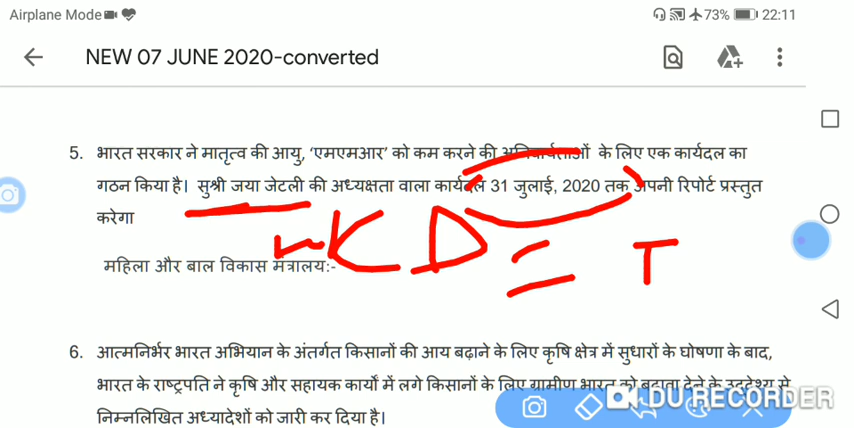 Airplane Mode 73% 22:11
NEW 07 JUNE 2020-converted
5. भारत सरकार ने मातृत्व की आयु, ‘एमएमआर’ को कम करने की अनिवार्यताओं के लिए एक कार्यदल का
गठन किया है। सुश्री जया जेटली की अध्यक्षता वाला कार्यदल 31 जुलाई, 2020 तक अपनी रिपोर्ट प्रस्तुत
करेगा
KD = T
महिला और बाल विकास मंत्रालय:-
6. आत्मनिर्भर भारत अभियान के अंतर्गत किसानों की आय बढ़ाने के लिए कृषि क्षेत्र में सुधारों के घोषणा के बाद,
भारत के राष्ट्रपति ने कृषि और सहायक कार्यों में लगे किसानों के लिए ग्रामीण भारत को बढ़ावा देने के उद्देश्य से
निम्नलिखित अध्यादेशों को जारी कर दिया है।
DU RECORDER